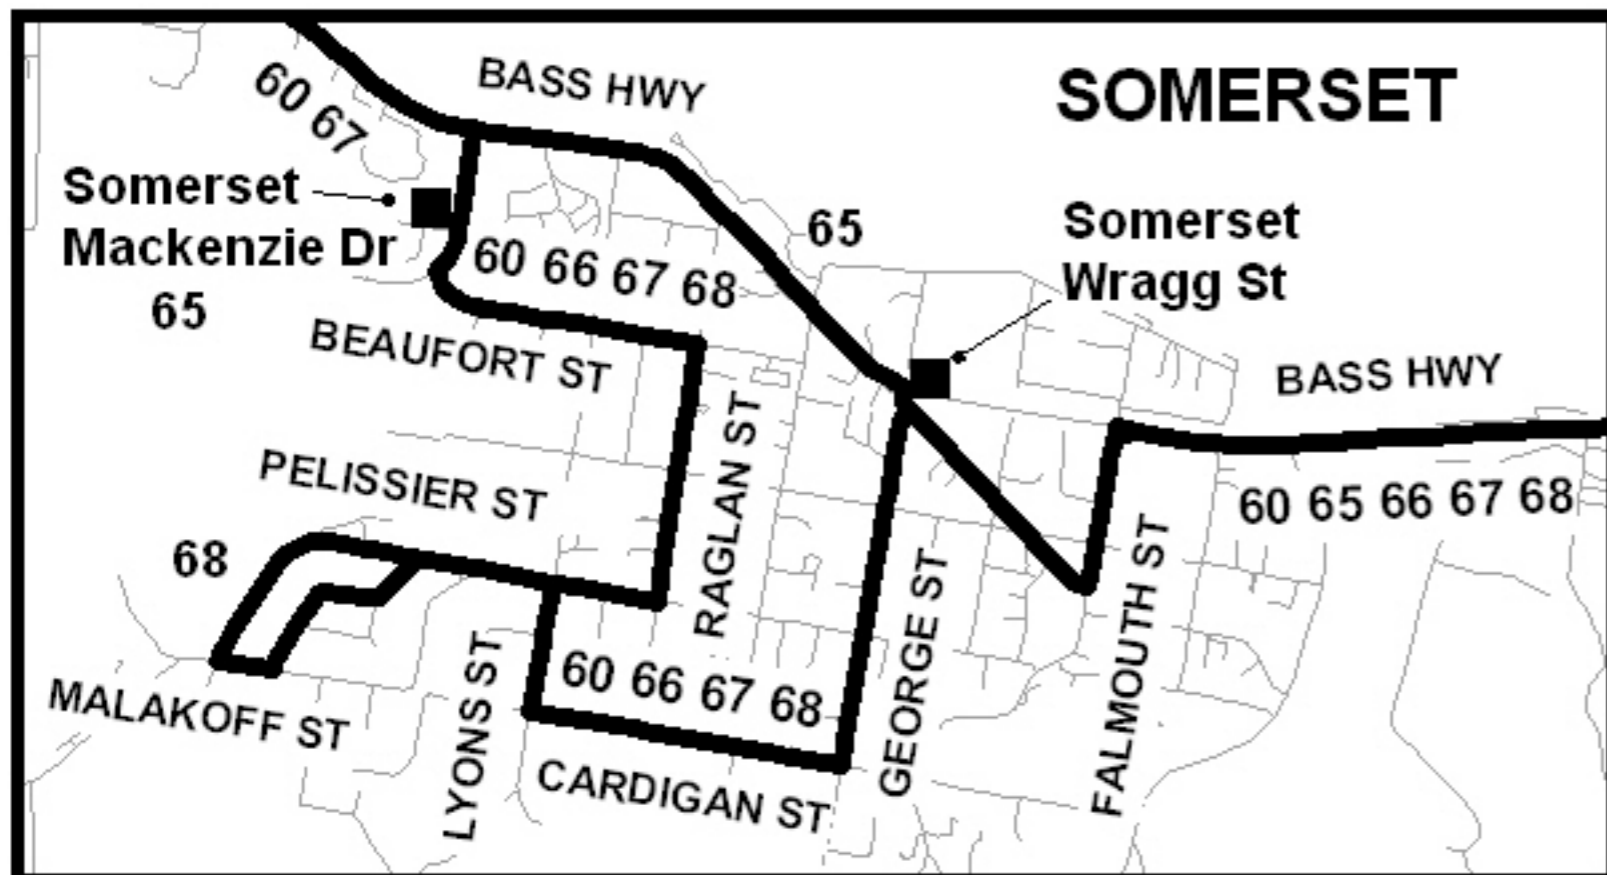 BASS HWY
SOMERSET
60 67
Somerset
Mackenzie Dr
65
65
Somerset
Wragg St
60 66 67 68
BEAUFORT ST
BASS HWY
RAGLAN ST
PELISSIER ST
60 65 66 67 68
68
GEORGE ST
FALMOUTH ST
60 66 67 68
MALAKOFF ST
LYONS ST
CARDIGAN ST